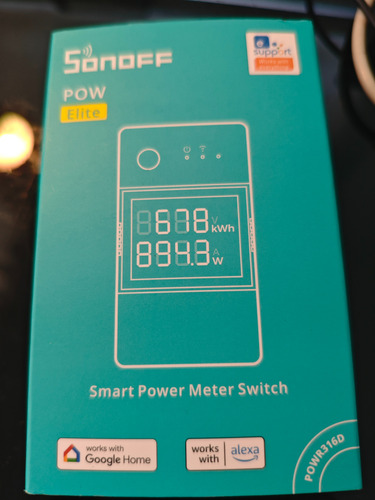 SONOFF
e support
POW
Elite
618 V kWh
894.3 A W
Smart Power Meter Switch
works with Google Home
works with alexa
POWR316D